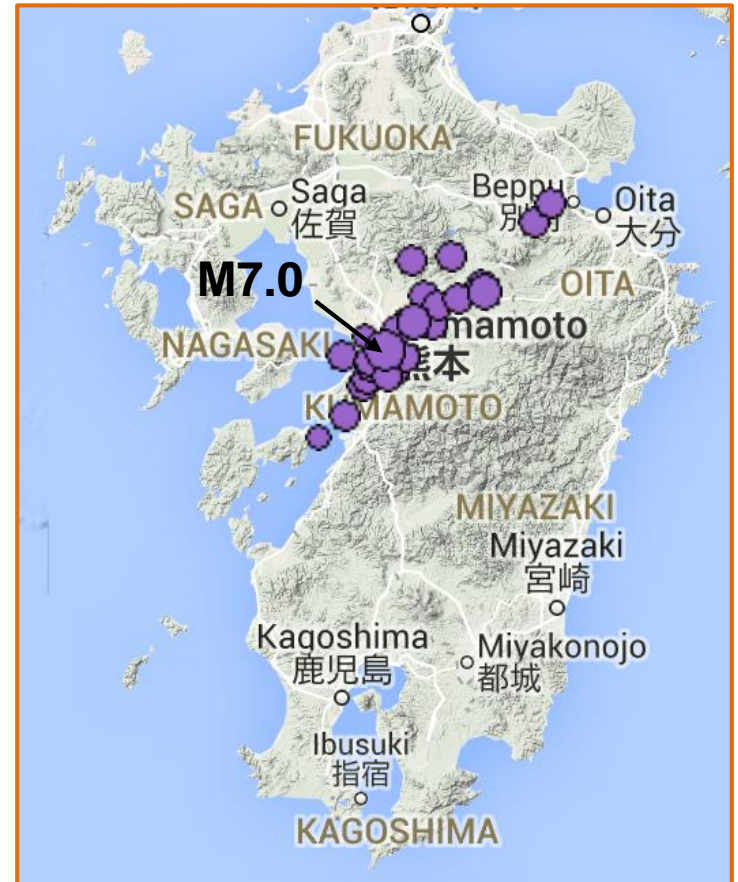 FUKUOKA
Saga
SAGA
佐賀
Beppu
別府
Oita
大分
M7.0
OITA
mamoto
NAGASAKI
熊本
KUMAMOTO
MIYAZAKI
Miyazaki
宮崎
Kagoshima
鹿児島
Miyakonojo
都城
Ibusuki
指宿
KAGOSHIMA